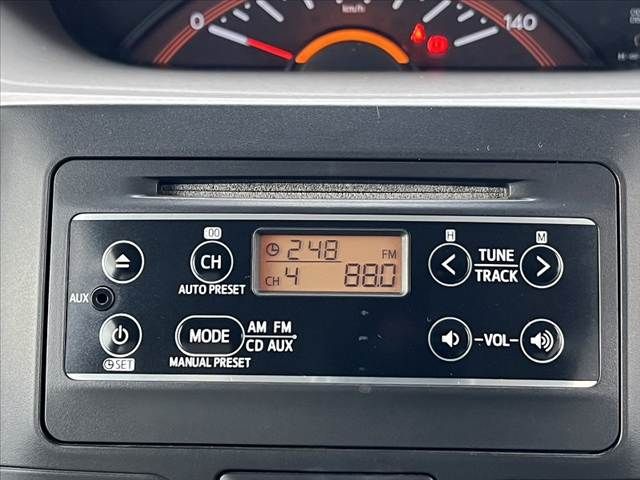 0 km/h 140
:00
H M
CH
2:48 FM
CH 4 88.0
TUNE
TRACK
AUTO PRESET
AUX
MODE
AM FM
CD AUX
VOL
SET
MANUAL PRESET